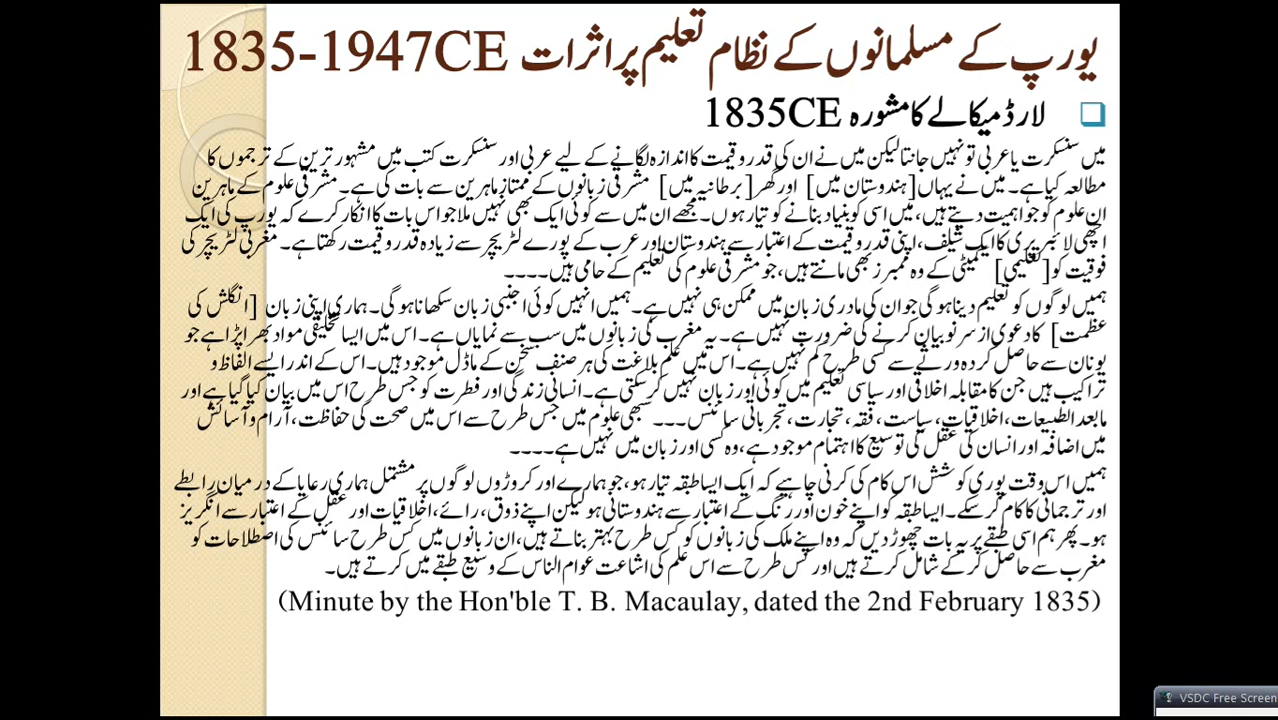 یورپ کے مسلمانوں کے نظام تعلیم پر اثرات 1835-1947CE
لارڈ میکالے کا مشورہ 1835CE
میں سنسکرت یا عربی تو نہیں جانتا لیکن میں نے ان کی قدر و قیمت کا اندازہ لگانے کے لیے عربی اور سنسکرت کتب میں مشہور ترین کے ترجموں کا
مطالعہ کیا ہے۔ میں نے یہاں [ہندوستان میں] اور گھر [برطانیہ میں] مشرقی زبانوں کے ممتاز ماہرین سے بات کی ہے۔ مشرقی علوم کے ماہرین
ان علوم کو جو اہمیت دیتے ہیں، میں اسی کو بنیاد بنانے کو تیار ہوں۔ مجھے ان میں سے کوئی ایک بھی نہیں ملا جو اس بات کا انکار کرے کہ یورپ کی ایک
اچھی لائبریری کا ایک شیلف، اپنی قدر و قیمت کے اعتبار سے ہندوستان اور عرب کے پورے لٹریچر سے زیادہ قدر و قیمت رکھتا ہے۔ مغربی لٹریچر کی
فوقیت کو [تعلیمی] کمیٹی کے وہ ممبرز بھی مانتے ہیں، جو مشرقی علوم کی تعلیم کے حامی ہیں۔۔۔۔
ہمیں لوگوں کو تعلیم دینا ہو گی جو ان کی مادری زبان میں ممکن ہی نہیں ہے۔ ہمیں انہیں کوئی اجنبی زبان سکھانا ہو گی۔ ہماری اپنی زبان [انگلش کی
عظمت] کا دعوی از سر نو بیان کرنے کی ضرورت نہیں ہے۔ یہ مغرب کی زبانوں میں سب سے نمایاں ہے۔ اس میں ایسا تخلیقی مواد بھرا پڑا ہے جو
یونان سے حاصل کردہ ورثے سے کسی طرح کم نہیں ہے۔ اس میں علم بلاغت کی ہر صنف سخن کے ماڈل موجود ہیں۔ اس کے اندر ایسے الفاظ و
تراکیب ہیں جن کا مقابلہ اخلاقی اور سیاسی تعلیم میں کوئی اور زبان نہیں کر سکتی ہے۔ انسانی زندگی اور فطرت کو جس طرح اس میں بیان کیا گیا ہے اور
مابعد الطبیعات، اخلاقیات، سیاست، فقہ، تجارت، تجرباتی سائنس۔۔۔ سبھی علوم میں جس طرح سے اس میں صحت کی حفاظت، آرام و آسائش
میں اضافہ اور انسان کی عقل کی توسیع کا اہتمام موجود ہے، وہ کسی اور زبان میں نہیں ہے۔۔۔۔
ہمیں اس وقت پوری کوشش اس کام کی کرنی چاہیے کہ ایک ایسا طبقہ تیار ہو، جو ہمارے اور کروڑوں لوگوں پر مشتمل ہماری رعایا کے درمیان رابطے
اور ترجمانی کا کام کر سکے۔ ایسا طبقہ کو اپنے خون اور رنگ کے اعتبار سے ہندوستانی ہو لیکن اپنے ذوق، رائے، اخلاقیات اور عقل کے اعتبار سے انگریز
ہو۔ پھر ہم اسی طبقے پر یہ بات چھوڑ دیں کہ وہ اپنے ملک کی زبانوں کو کس طرح بہتر بناتے ہیں، ان زبانوں میں کس طرح سائنس کی اصطلاحات کو
مغرب سے حاصل کر کے شامل کرتے ہیں اور کس طرح سے اس علم کی اشاعت عوام الناس کے وسیع طبقے میں کرتے ہیں۔
(Minute by the Hon'ble T. B. Macaulay, dated the 2nd February 1835)
VSDC Free Screen